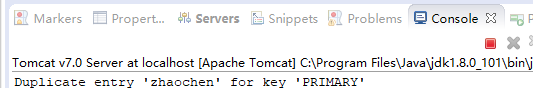 Markers Propert... Servers Snippets Problems Console
Tomcat v7.0 Server at localhost [Apache Tomcat] C:\Program Files\Java\jdk1.8.0_101\bin\j
Duplicate entry 'zhaochen' for key 'PRIMARY'